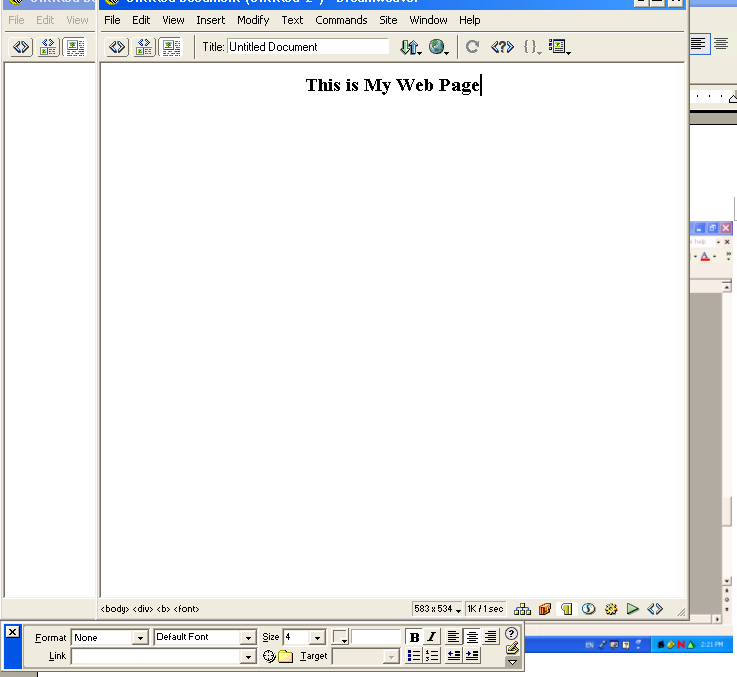 File Edit View
File Edit View Insert Modify Text Commands Site Window Help
Title: Untitled Document
This is My Web Page
help
<body> <div> <b> <font>
583 x 534
1K / 1 sec
Format None Default Font Size 4 B I
Link Target
EN
2:21 PM